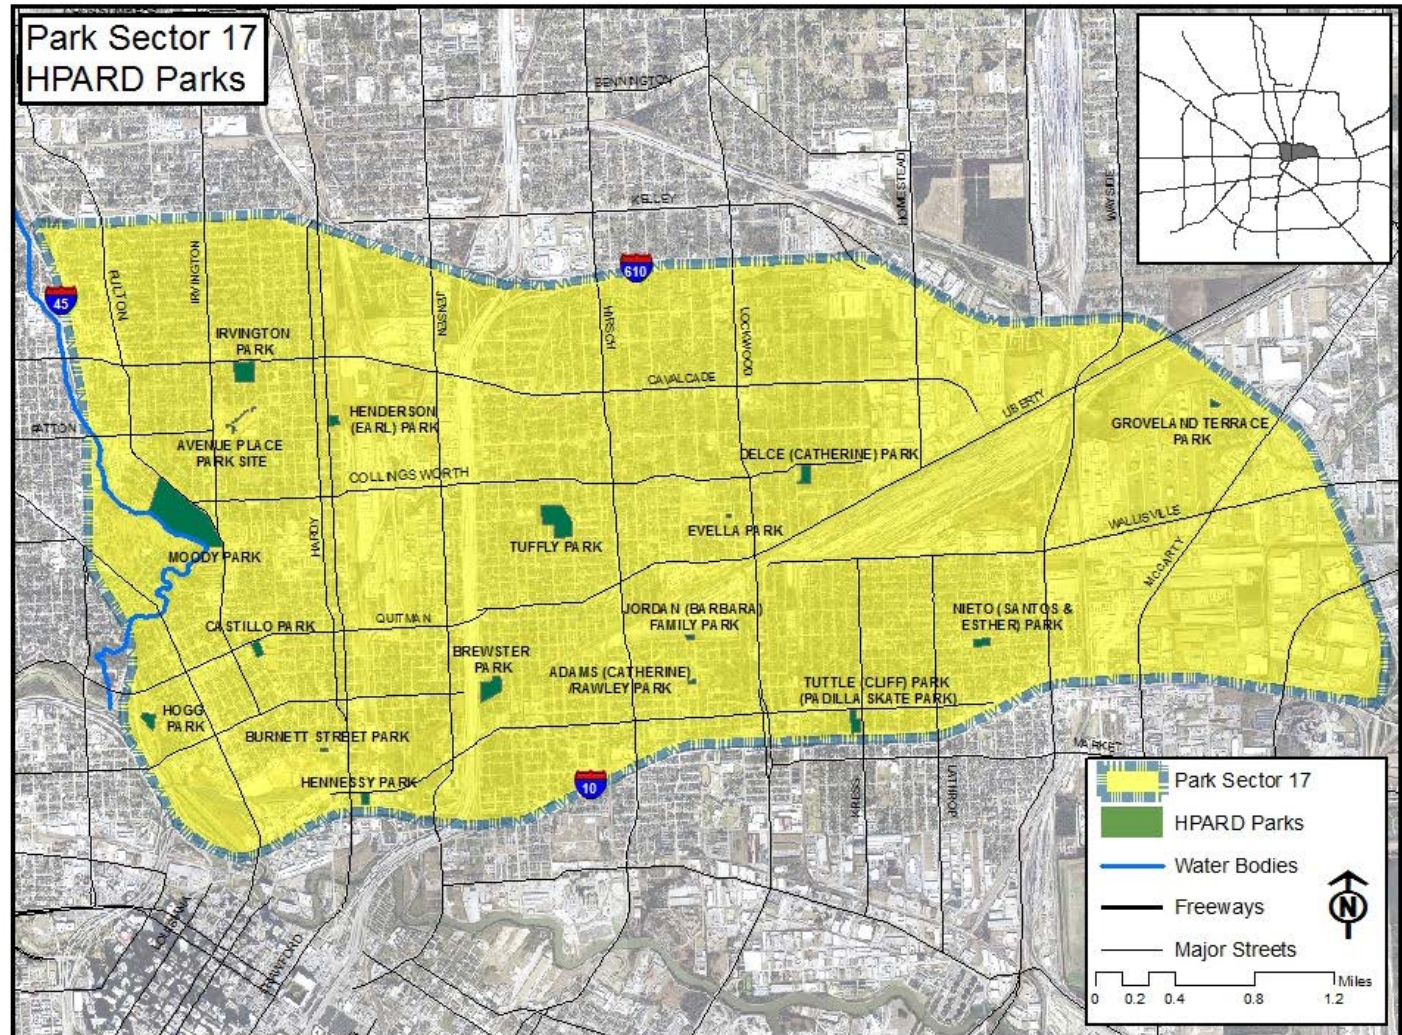 Park Sector 17
HPARD Parks
BENNINGTON
KELLEY
HOMESTEAD
WAYSIDE
610
45
FULTON
IRVINGTON
JENSEN
HIRSCH
LOCKWOOD
IRVINGTON
PARK
CAVALCADE
LIBERTY
HENDERSON
(EARL) PARK
GROVELAND TERRACE
PARK
PATTON
AVENUE PLACE
PARK SITE
COLLINGSWORTH
DELCE (CATHERINE) PARK
HARDY
TUFFLY PARK
EVELLA PARK
WALLISVILLE
MOODY PARK
MCCARTY
CASTILLO PARK
QUITMAN
JORDAN (BARBARA)
FAMILY PARK
NIETO (SANTOS &
ESTHER) PARK
BREWSTER
PARK
ADAMS (CATHERINE)
/RAWLEY PARK
TUTTLE (CLIFF) PARK
(PADILLA SKATE PARK)
HOGG
PARK
BURNETT STREET PARK
HENNESSY PARK
10
MARKET
KRESS
LATHROP
LOUISIANA
CRAWFORD
Park Sector 17
HPARD Parks
Water Bodies
Freeways
Major Streets
N
Miles
0 0.2 0.4 0.8 1.2